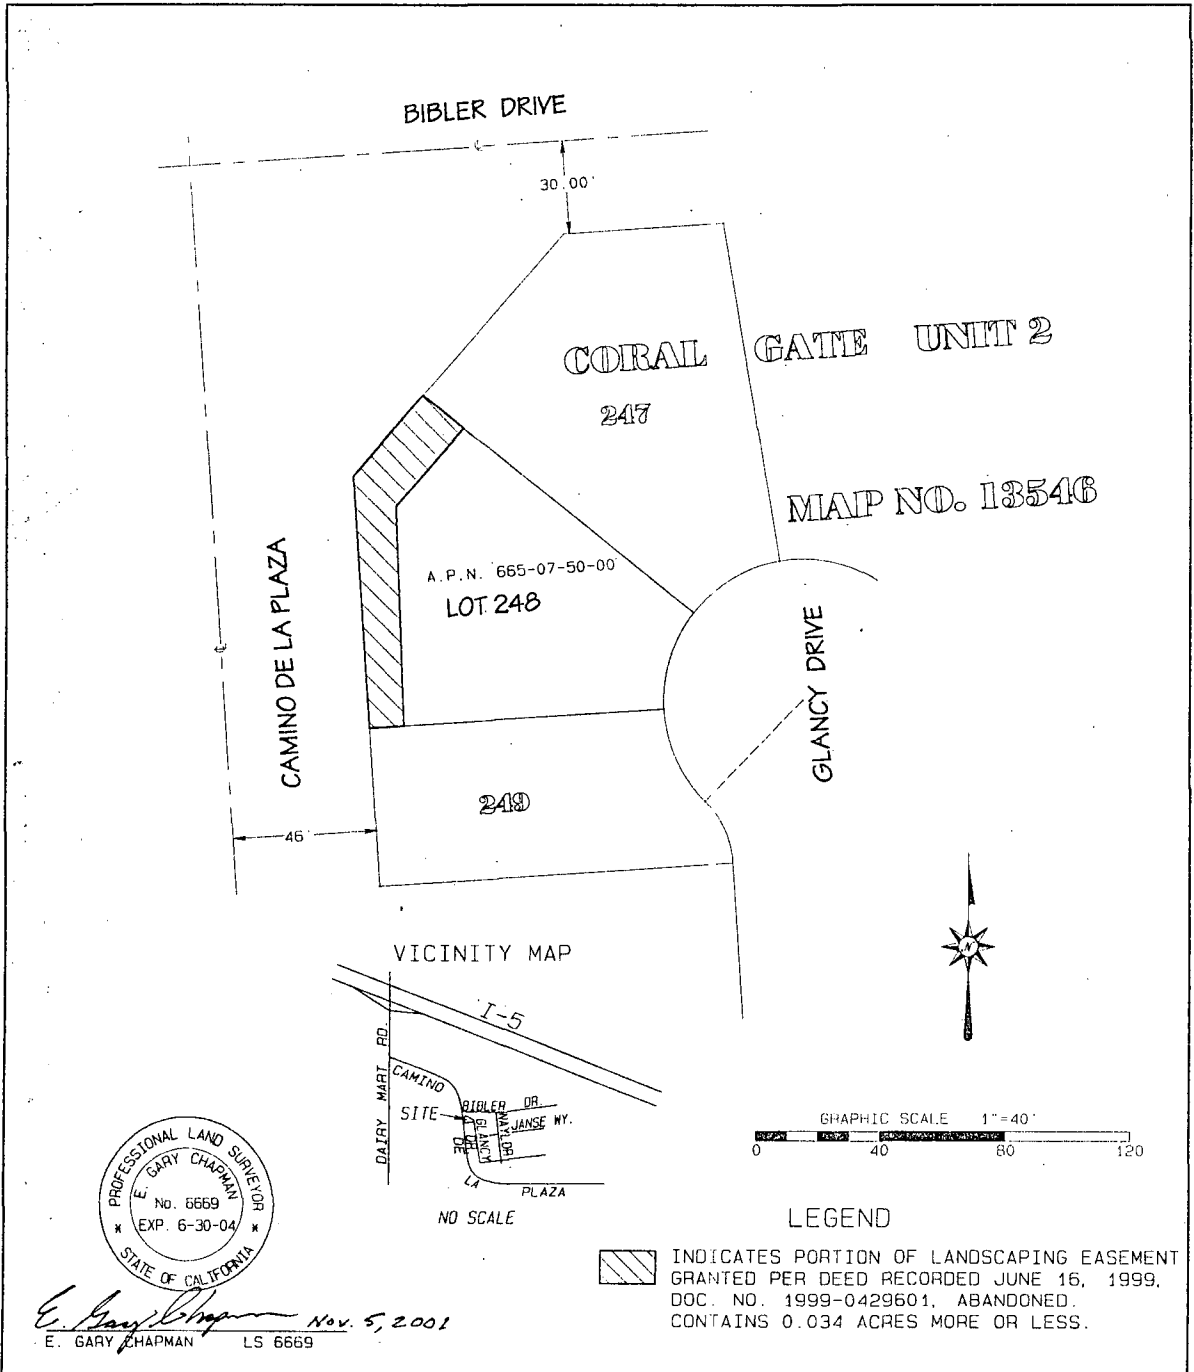 BIBLER DRIVE
30.00'
CORAL GATE UNIT 2
247
MAP NO. 13546
A.P.N. 665-07-50-00
LOT 248
CAMINO DE LA PLAZA
GLANCY DRIVE
249
46'
VICINITY MAP
I-5
DAIRY MART RD.
CAMINO
SITE
BIBLER DR.
GLANCY DR
JANSE WY.
DE
LA
PLAZA
NO SCALE
N
GRAPHIC SCALE 1"=40'
0 40 80 120
PROFESSIONAL LAND SURVEYOR
E. GARY CHAPMAN
No. 6669
EXP. 6-30-04
STATE OF CALIFORNIA
E. Gary Chapman Nov. 5, 2001
E. GARY CHAPMAN LS 6669
LEGEND
INDICATES PORTION OF LANDSCAPING EASEMENT
GRANTED PER DEED RECORDED JUNE 16, 1999,
DOC. NO. 1999-0429601, ABANDONED.
CONTAINS 0.034 ACRES MORE OR LESS.